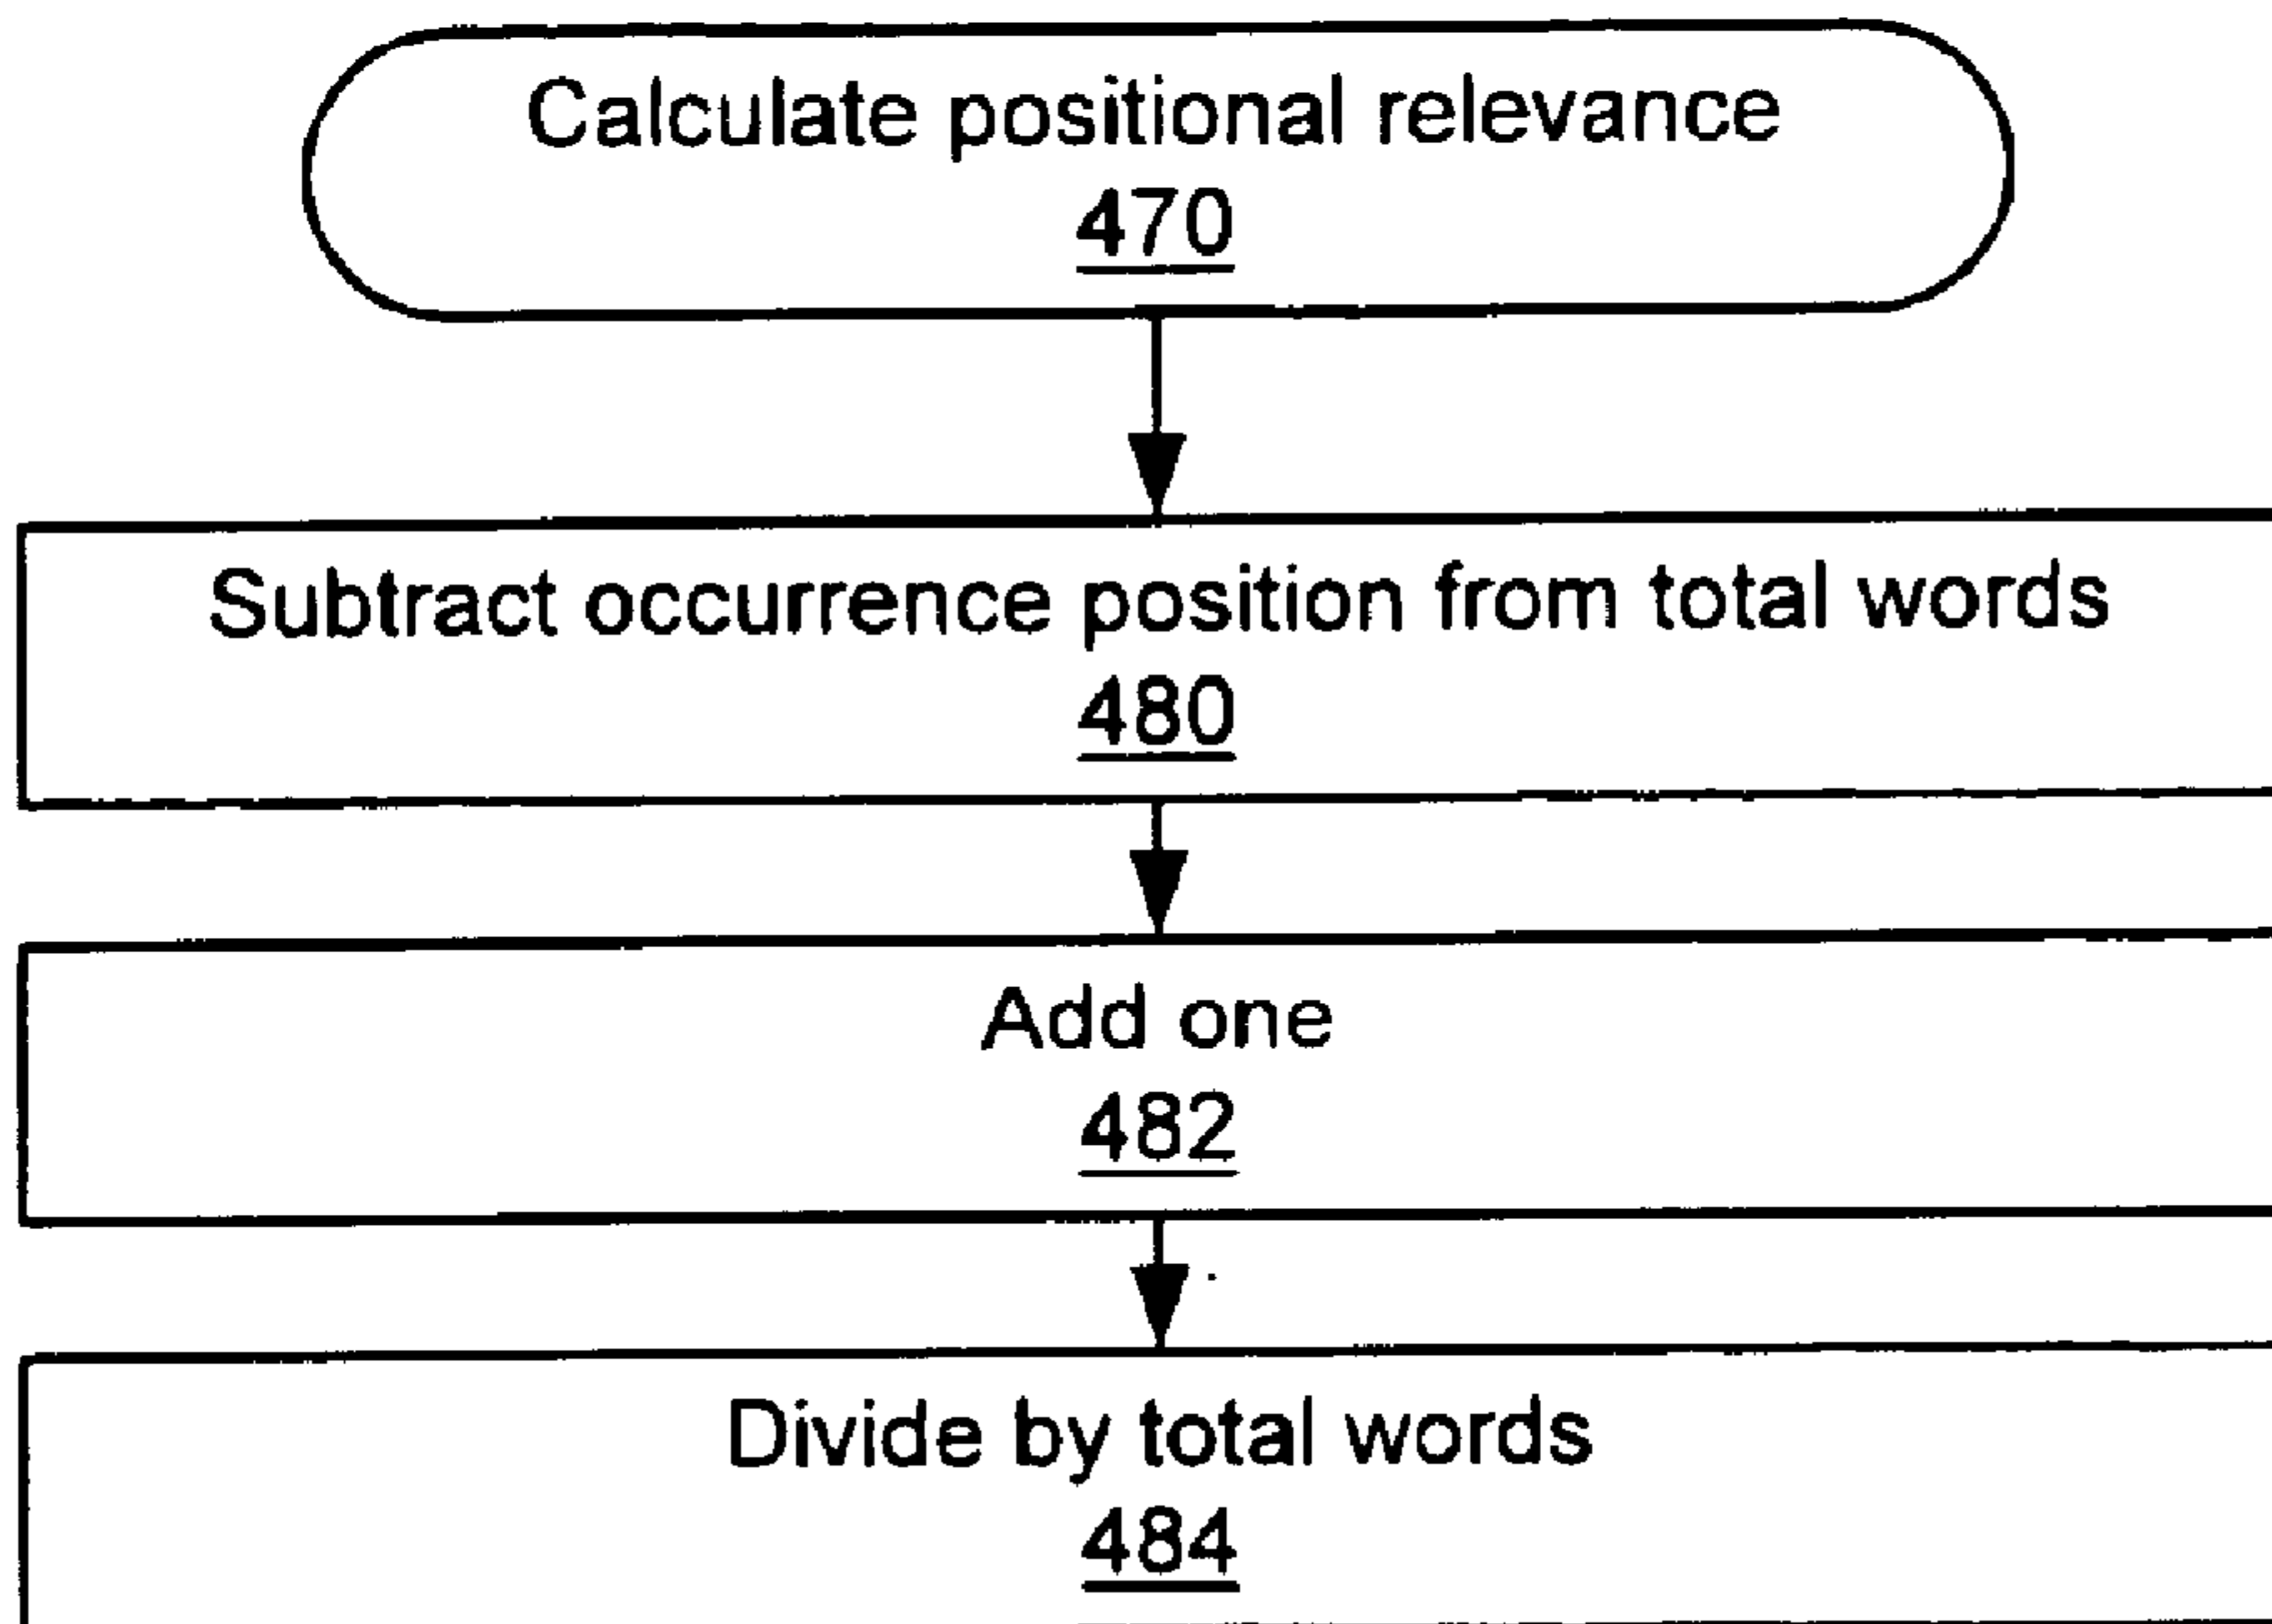 Calculate positional relevance
470
Subtract occurrence position from total words
480
Add one
482
Divide by total words
484